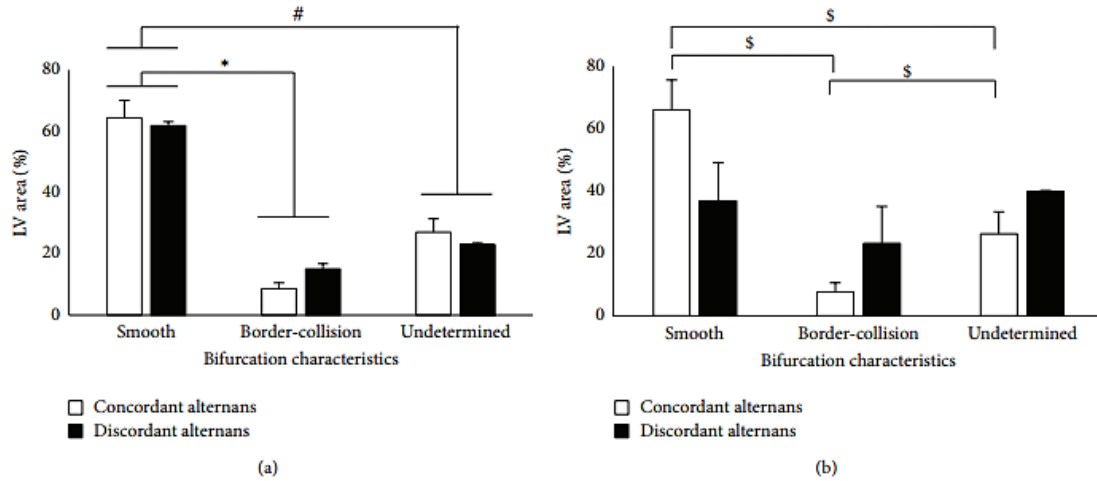 #
*
80
60
40
20
0
LV area (%)
Smooth Border-collision Undetermined
Bifurcation characteristics
Concordant alternans
Discordant alternans
(a)
$
$
$
80
60
40
20
0
LV area (%)
Smooth Border-collision Undetermined
Bifurcation characteristics
Concordant alternans
Discordant alternans
(b)